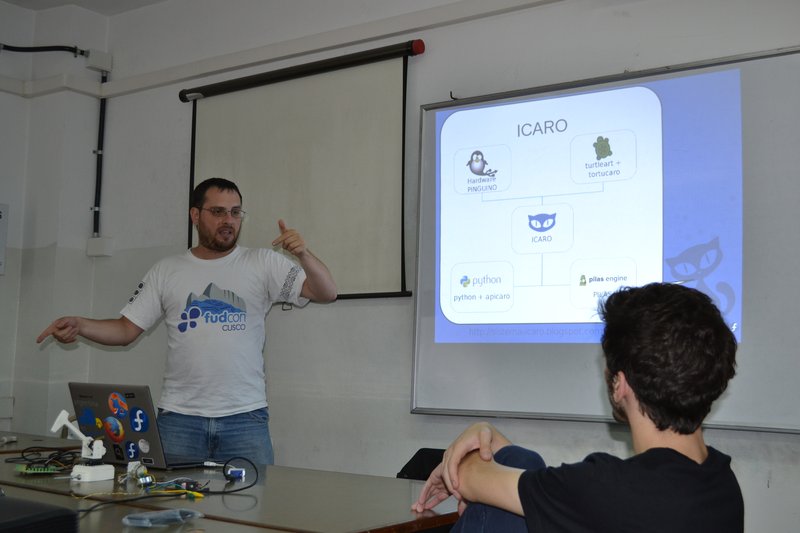 ICARO
Hardware
PINGUINO
turtleart +
tortucaro
ICARO
python
python + apicaro
pilas engine
fudcon
CUSCO